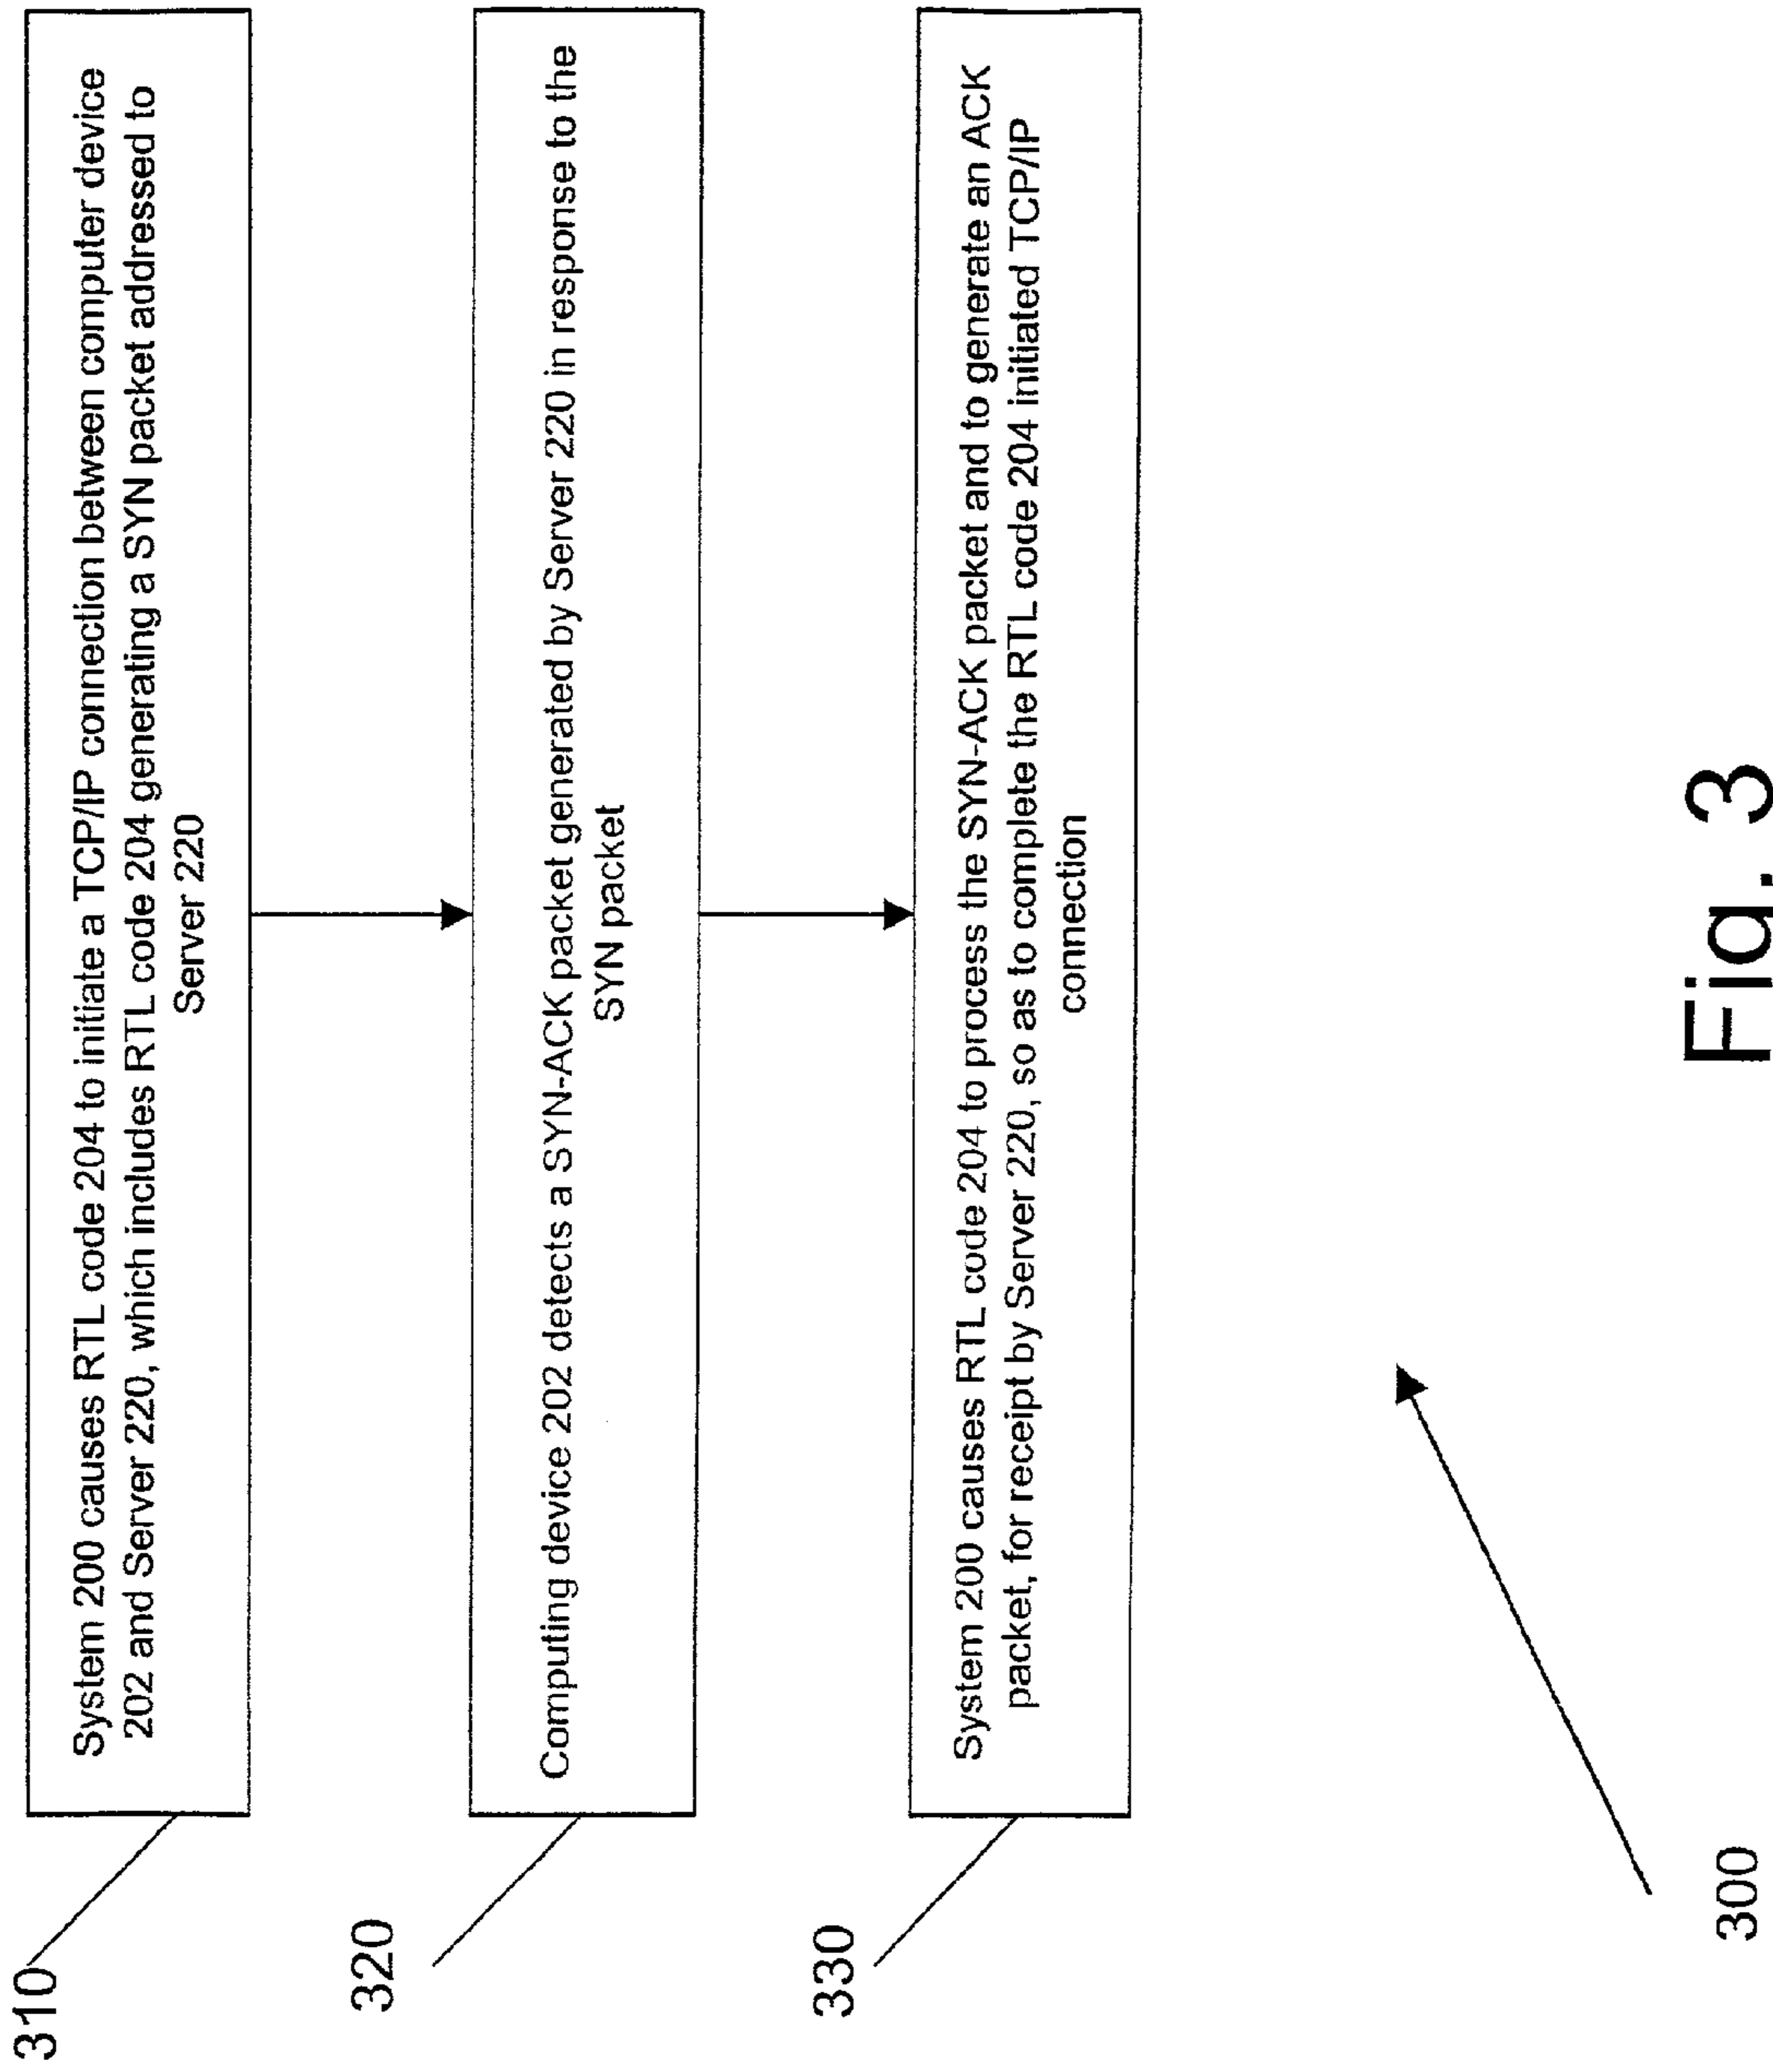 310
System 200 causes RTL code 204 to initiate a TCP/IP connection between computer device
202 and Server 220, which includes RTL code 204 generating a SYN packet addressed to
Server 220
320
Computing device 202 detects a SYN-ACK packet generated by Server 220 in response to the
SYN packet
330
System 200 causes RTL code 204 to process the SYN-ACK packet and to generate an ACK
packet, for receipt by Server 220, so as to complete the RTL code 204 initiated TCP/IP
connection
300
Fig. 3